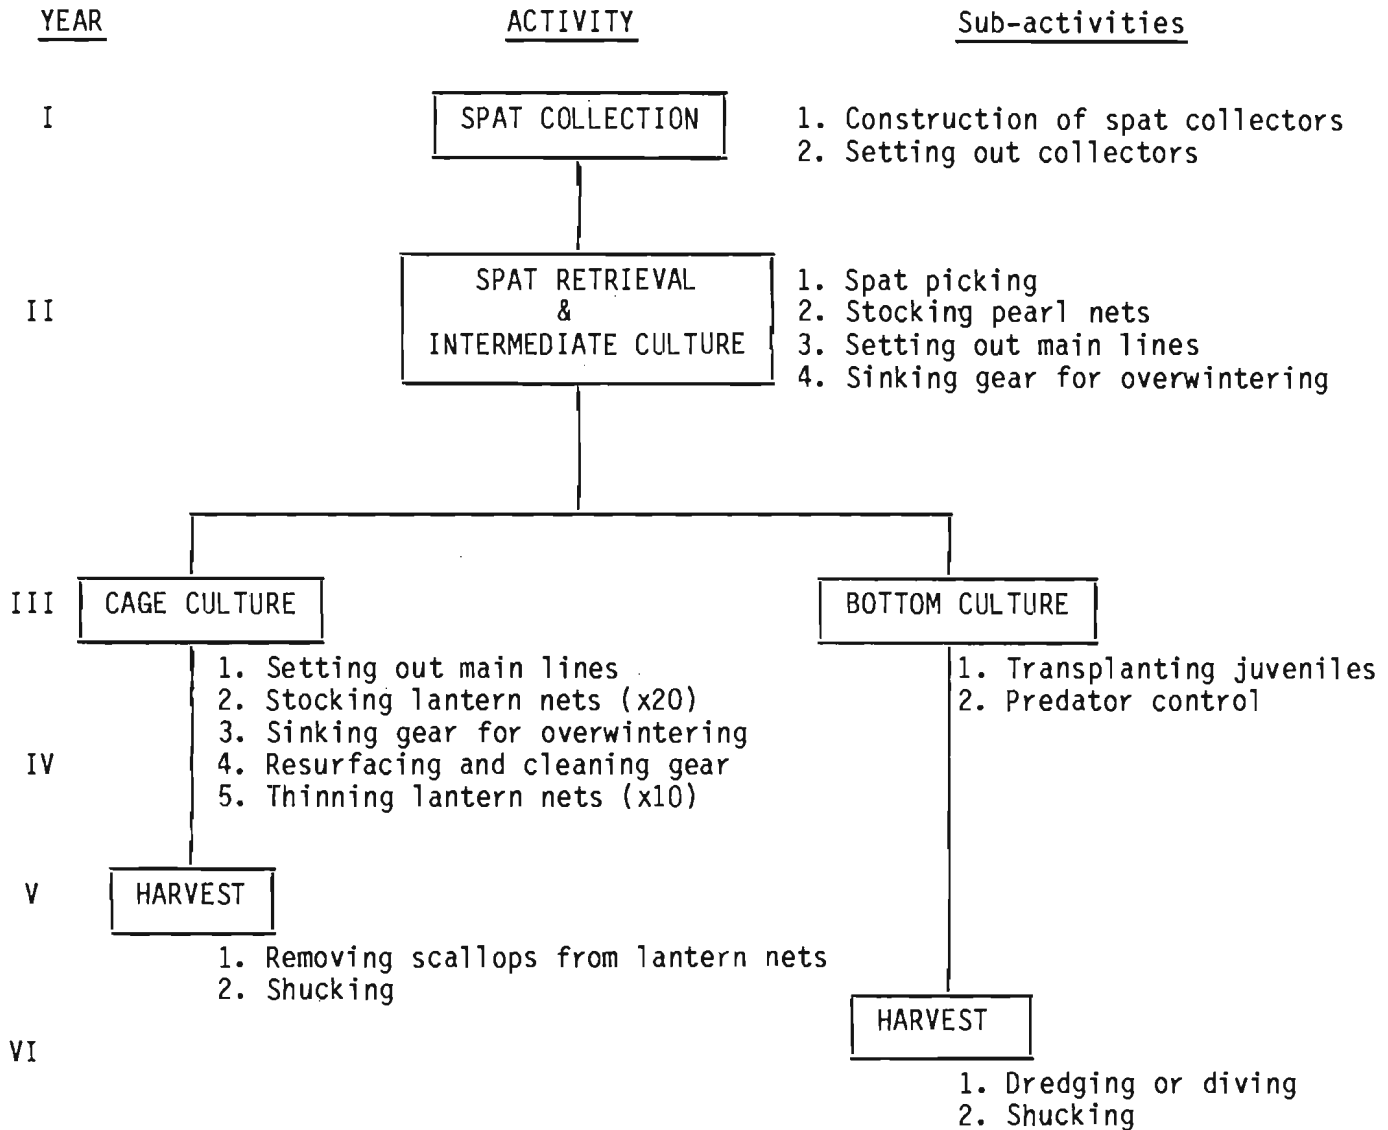 YEAR ACTIVITY Sub-activities
I SPAT COLLECTION 1. Construction of spat collectors
2. Setting out collectors
SPAT RETRIEVAL 1. Spat picking
II & 2. Stocking pearl nets
INTERMEDIATE CULTURE 3. Setting out main lines
4. Sinking gear for overwintering
III CAGE CULTURE BOTTOM CULTURE
1. Setting out main lines 1. Transplanting juveniles
2. Stocking lantern nets (x20) 2. Predator control
3. Sinking gear for overwintering
IV 4. Resurfacing and cleaning gear
5. Thinning lantern nets (x10)
V HARVEST
1. Removing scallops from lantern nets
2. Shucking
HARVEST
VI
1. Dredging or diving
2. Shucking